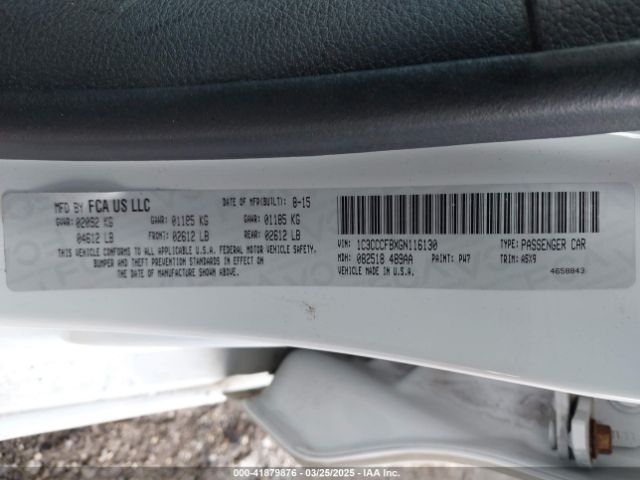 MFD BY FCA US LLC DATE OF MFR(BUILT): 8-15
GVWR: 02092 KG GAWR: 01185 KG GAWR: 01185 KG
04612 LB FRONT: 02612 LB REAR: 02612 LB
THIS VEHICLE CONFORMS TO ALL APPLICABLE U.S.A. FEDERAL MOTOR VEHICLE SAFETY,
BUMPER AND THEFT PREVENTION STANDARDS IN EFFECT ON
THE DATE OF MANUFACTURE SHOWN ABOVE.
VIN: 1C3CCCFBXGN116130 TYPE: PASSENGER CAR
MDH: 082518 489AA PAINT: PW7 TRIM: A5X9
VEHICLE MADE IN U.S.A. 4658843
000-41879876 - 03/25/2025 - IAA Inc.